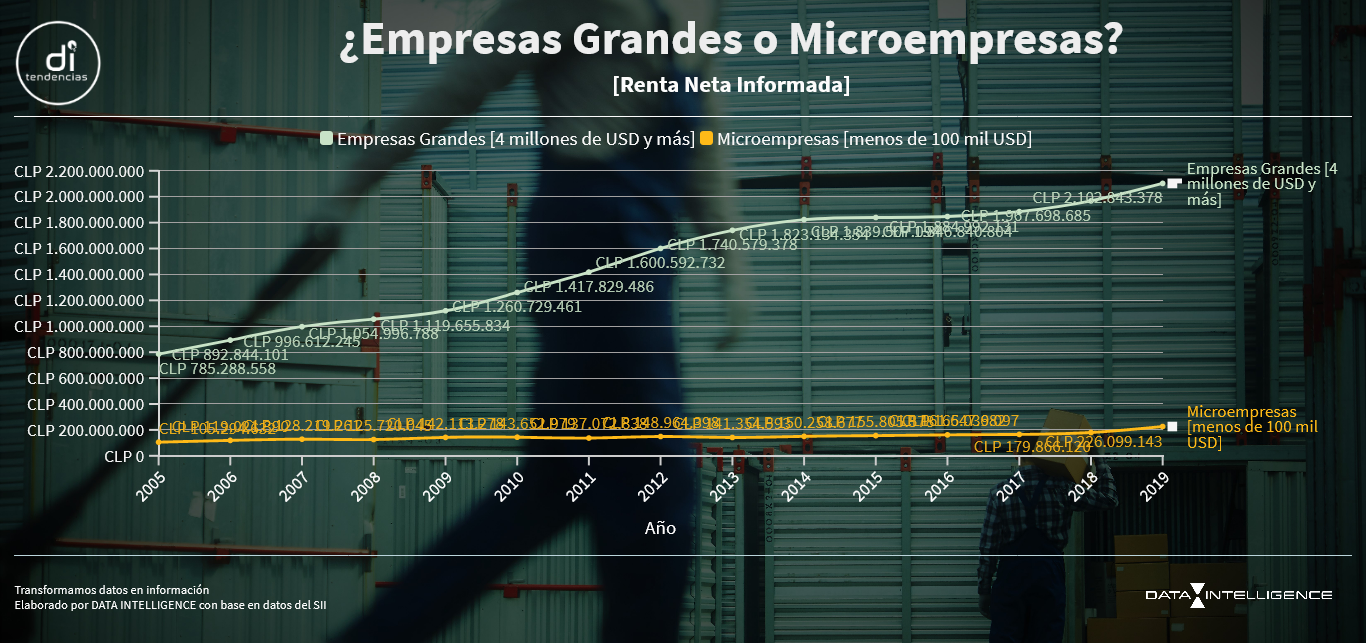 di
tendencias
¿Empresas Grandes o Microempresas?
[Renta Neta Informada]
Empresas Grandes [4 millones de USD y más]
Microempresas [menos de 100 mil USD]
CLP 2.200.000.000
CLP 2.000.000.000
CLP 1.800.000.000
CLP 1.600.000.000
CLP 1.400.000.000
CLP 1.200.000.000
CLP 1.000.000.000
CLP 800.000.000
CLP 600.000.000
CLP 400.000.000
CLP 200.000.000
CLP 0
CLP 785.288.558
CLP 892.844.101
CLP 996.612.245
CLP 1.054.996.788
CLP 1.119.655.834
CLP 1.260.729.461
CLP 1.417.829.486
CLP 1.600.592.732
CLP 1.740.579.378
CLP 1.823.134.384
CLP 1.967.698.685
CLP 2.102.843.378
Empresas Grandes [4
millones de USD y
más]
CLP 179.866.120
CLP 226.099.143
Microempresas
[menos de 100 mil
USD]
2005
2006
2007
2008
2009
2010
2011
2012
2013
2014
2015
2016
2017
2018
2019
Año
Transformamos datos en información
Elaborado por DATA INTELLIGENCE con base en datos del SII
DATA INTELLIGENCE